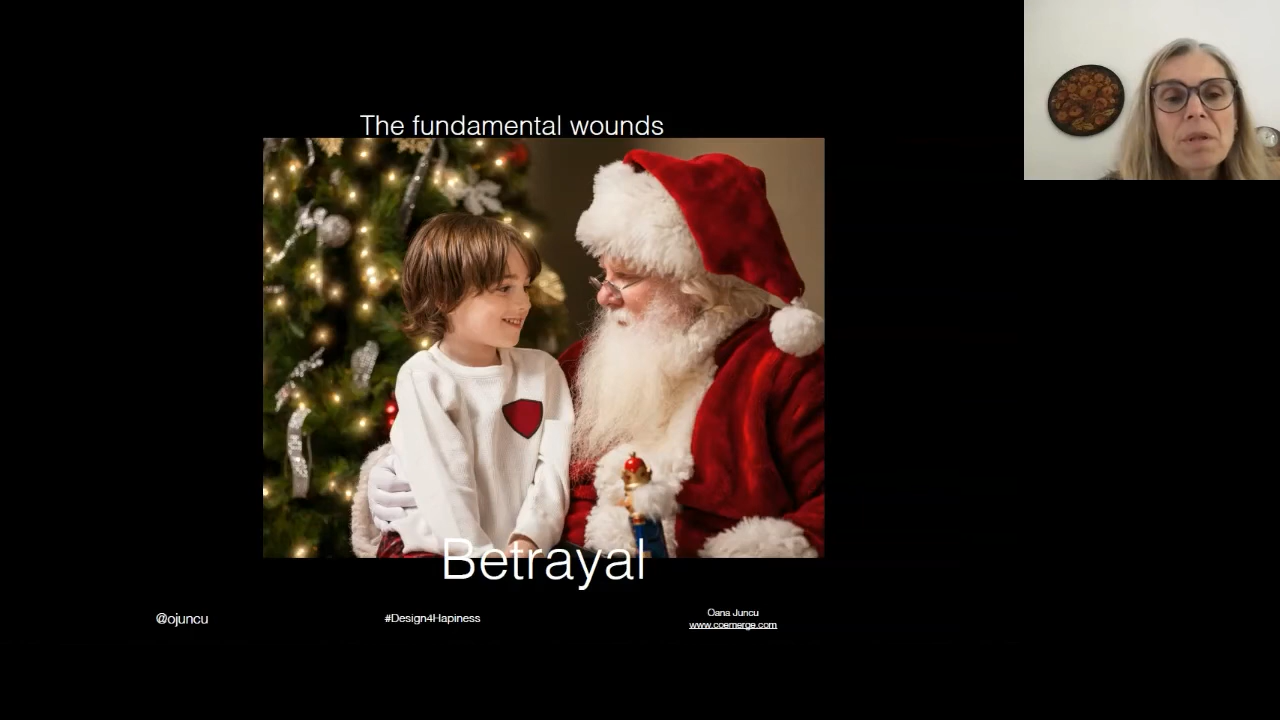 The fundamental wounds
Betrayal
@ojuncu
#Design4Hapiness
Oana Juncu
www.coemerge.com